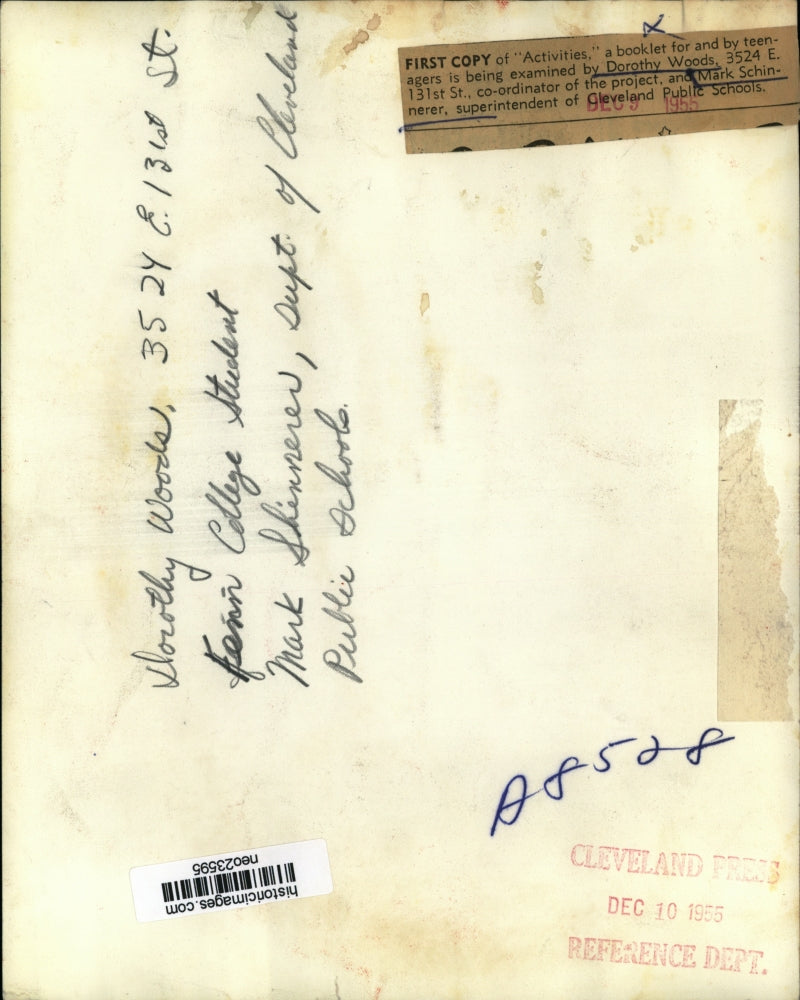 FIRST COPY of "Activities," a booklet for and by teen-
agers is being examined by Dorothy Woods, 3524 E.
131st St., co-ordinator of the project, and Mark Schin-
nerer, superintendent of Cleveland Public Schools.
DEC 9 1955
X
Dorothy Woods, 3524 E. 131st St.
Fenn College Student
Mark Shinnerer, Supt. of Cleveland
Public Schools.
A8528
CLEVELAND PRESS
DEC 10 1955
REFERENCE DEPT.
historicimages.com
neo23595